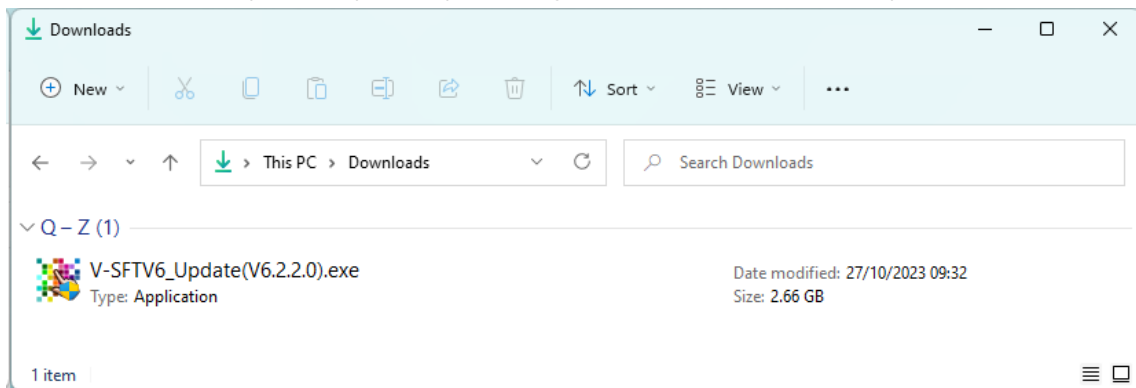 Downloads
New
Sort
View
This PC > Downloads
Search Downloads
Q – Z (1)
V-SFTV6_Update(V6.2.2.0).exe
Type: Application
Date modified: 27/10/2023 09:32
Size: 2.66 GB
1 item